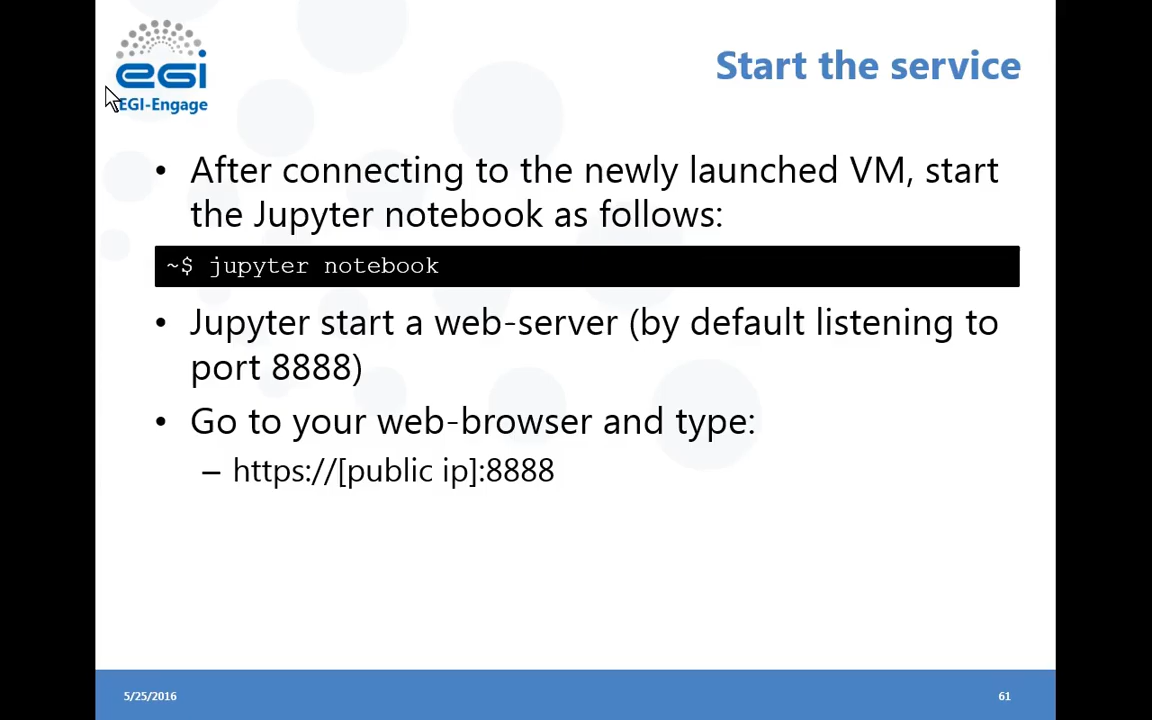 egi
EGI-Engage
Start the service
• After connecting to the newly launched VM, start
the Jupyter notebook as follows:
~$ jupyter notebook
• Jupyter start a web-server (by default listening to
port 8888)
• Go to your web-browser and type:
– https://[public ip]:8888
5/25/2016
61